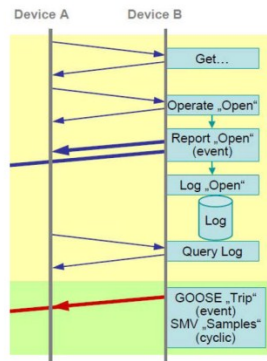 Device A Device B
Get…
Operate „Open“
Report „Open“
(event)
Log „Open“
Log
Query Log
GOOSE „Trip“
(event)
SMV „Samples“
(cyclic)